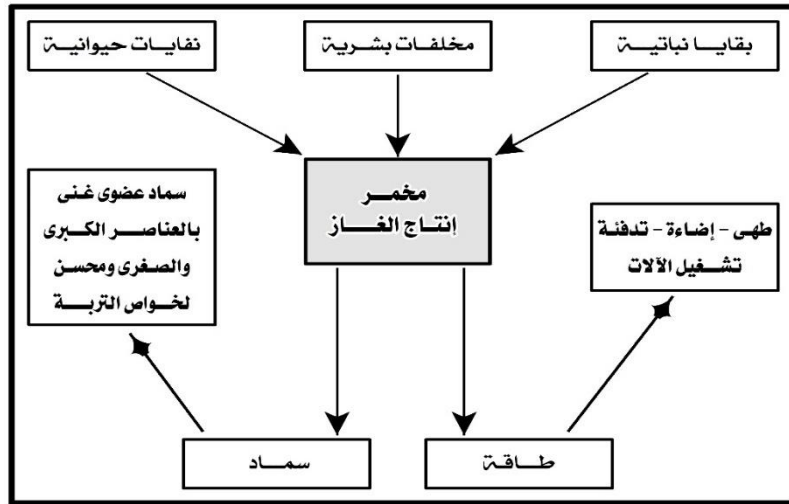 بقايا نباتية
مخلفات بشرية
نفايات حيوانية
مخمر
إنتاج الغاز
طهى - إضاءة - تدفئة
تشغيل الآلات
سماد عضوى غنى
بالعناصر الكبرى
والصغرى ومحسن
لخواص التربة
طاقة
سماد